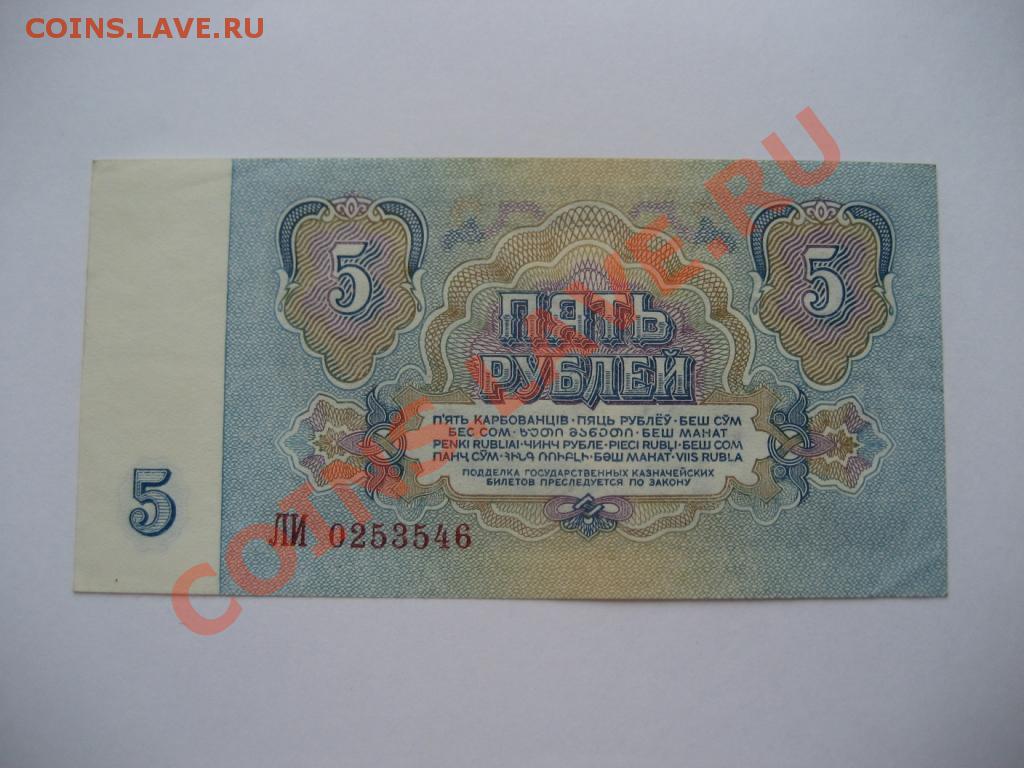 COINS.LAVE.RU
5
5
ПЯТЬ
РУБЛЕЙ
П'ЯТЬ КАРБОВАНЦІВ · ПЯЦЬ РУБЛЁЎ · БЕШ СЎМ
БЕС СОМ · ᲮᲣᲗᲘ ᲛᲐᲜᲔᲗᲘ · БЕШ МАНАТ
PENKI RUBLIAI · ЧИНЧ РУБЛЕ · PIECI RUBĻI · БЕШ СОМ
ПАНҶ СЎМ · ՀԻՆԳ ՌՈՒԲԼԻ · БӘШ МАНАТ · VIIS RUBLA
ПОДДЕЛКА ГОСУДАРСТВЕННЫХ КАЗНАЧЕЙСКИХ
БИЛЕТОВ ПРЕСЛЕДУЕТСЯ ПО ЗАКОНУ
5
ЛИ 0253546
COINS.LAVE.RU